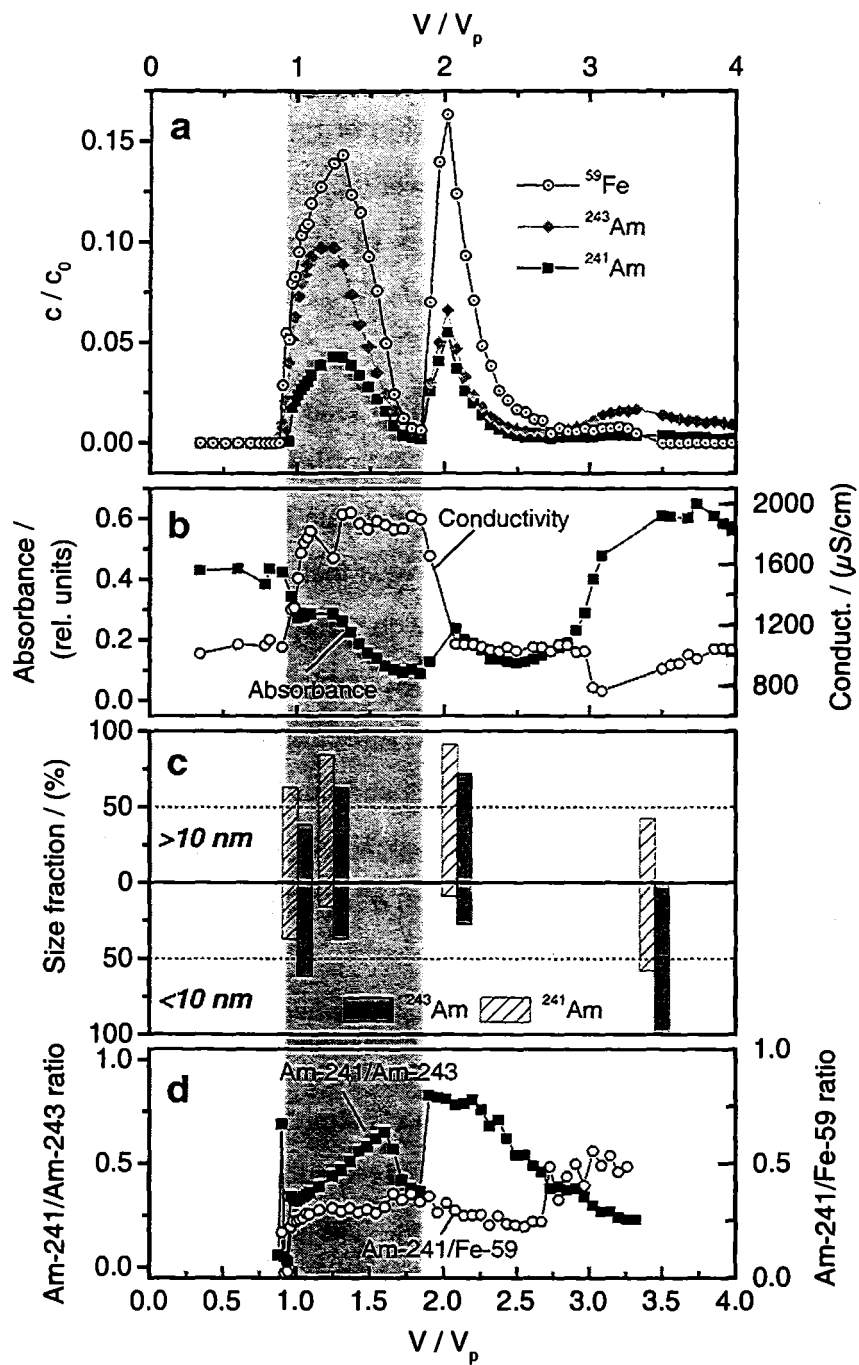 V / Vp
0 1 2 3 4
a
0.15
0.10
0.05
0.00
c / c0
59Fe
243Am
241Am
b
0.6
0.4
0.2
0.0
Absorbance /
(rel. units)
Conductivity
Absorbance
2000
1600
1200
800
Conduct. / (µS/cm)
c
100
50
0
50
100
Size fraction / (%)
>10 nm
<10 nm
243Am 241Am
d
1.0
0.5
0.0
Am-241/Am-243 ratio
Am-241/Am-243
Am-241/Fe-59
1.0
0.5
0.0
Am-241/Fe-59 ratio
0.0 0.5 1.0 1.5 2.0 2.5 3.0 3.5 4.0
V / Vp